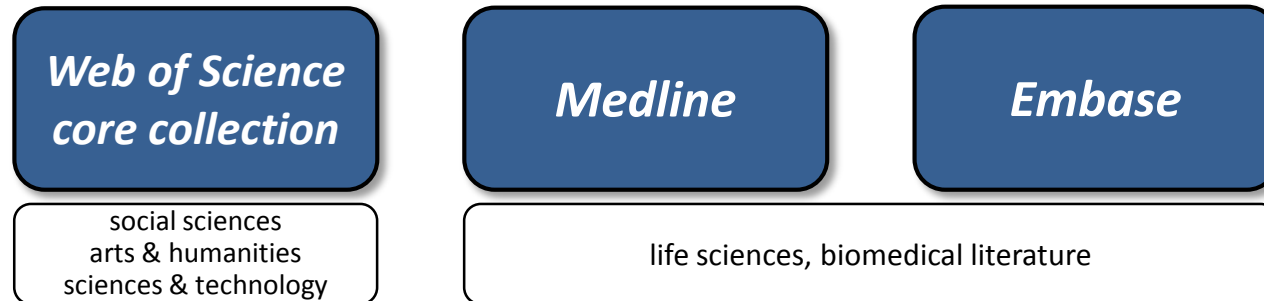 Web of Science
core collection
Medline
Embase
social sciences
arts & humanities
sciences & technology
life sciences, biomedical literature